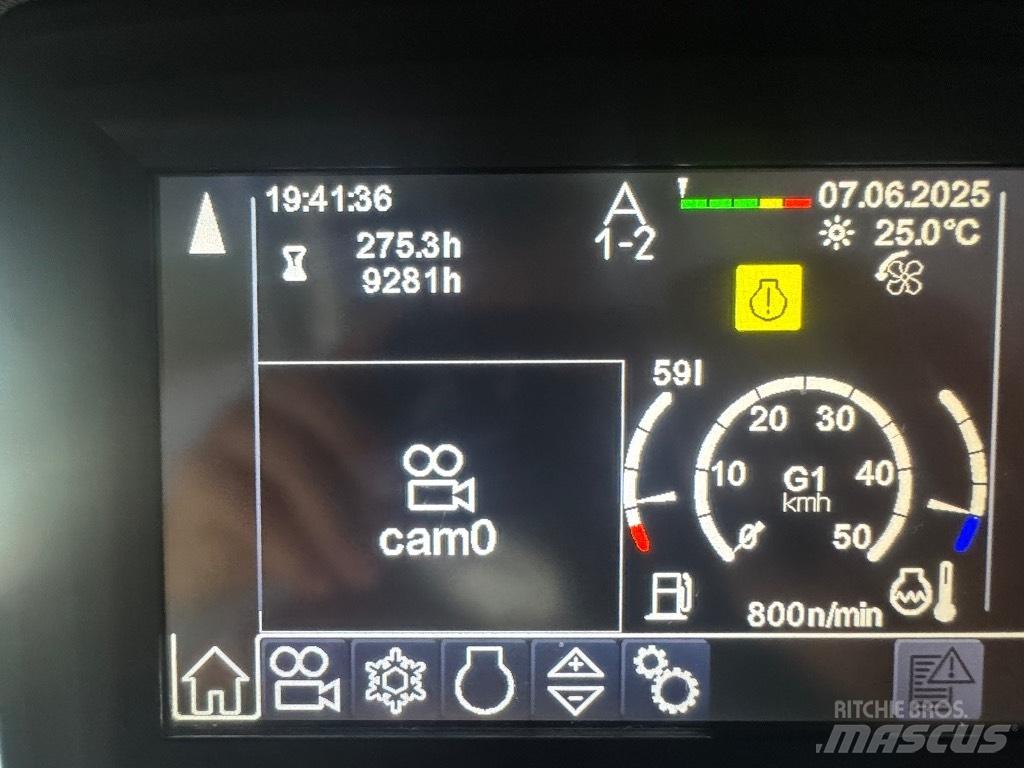 19:41:36
A
07.06.2025
1-2
25.0°C
275.3h
9281h
59l
20 30
10 G1 40
kmh
0 50
cam0
800n/min
RITCHIE BROS.
MASCUS